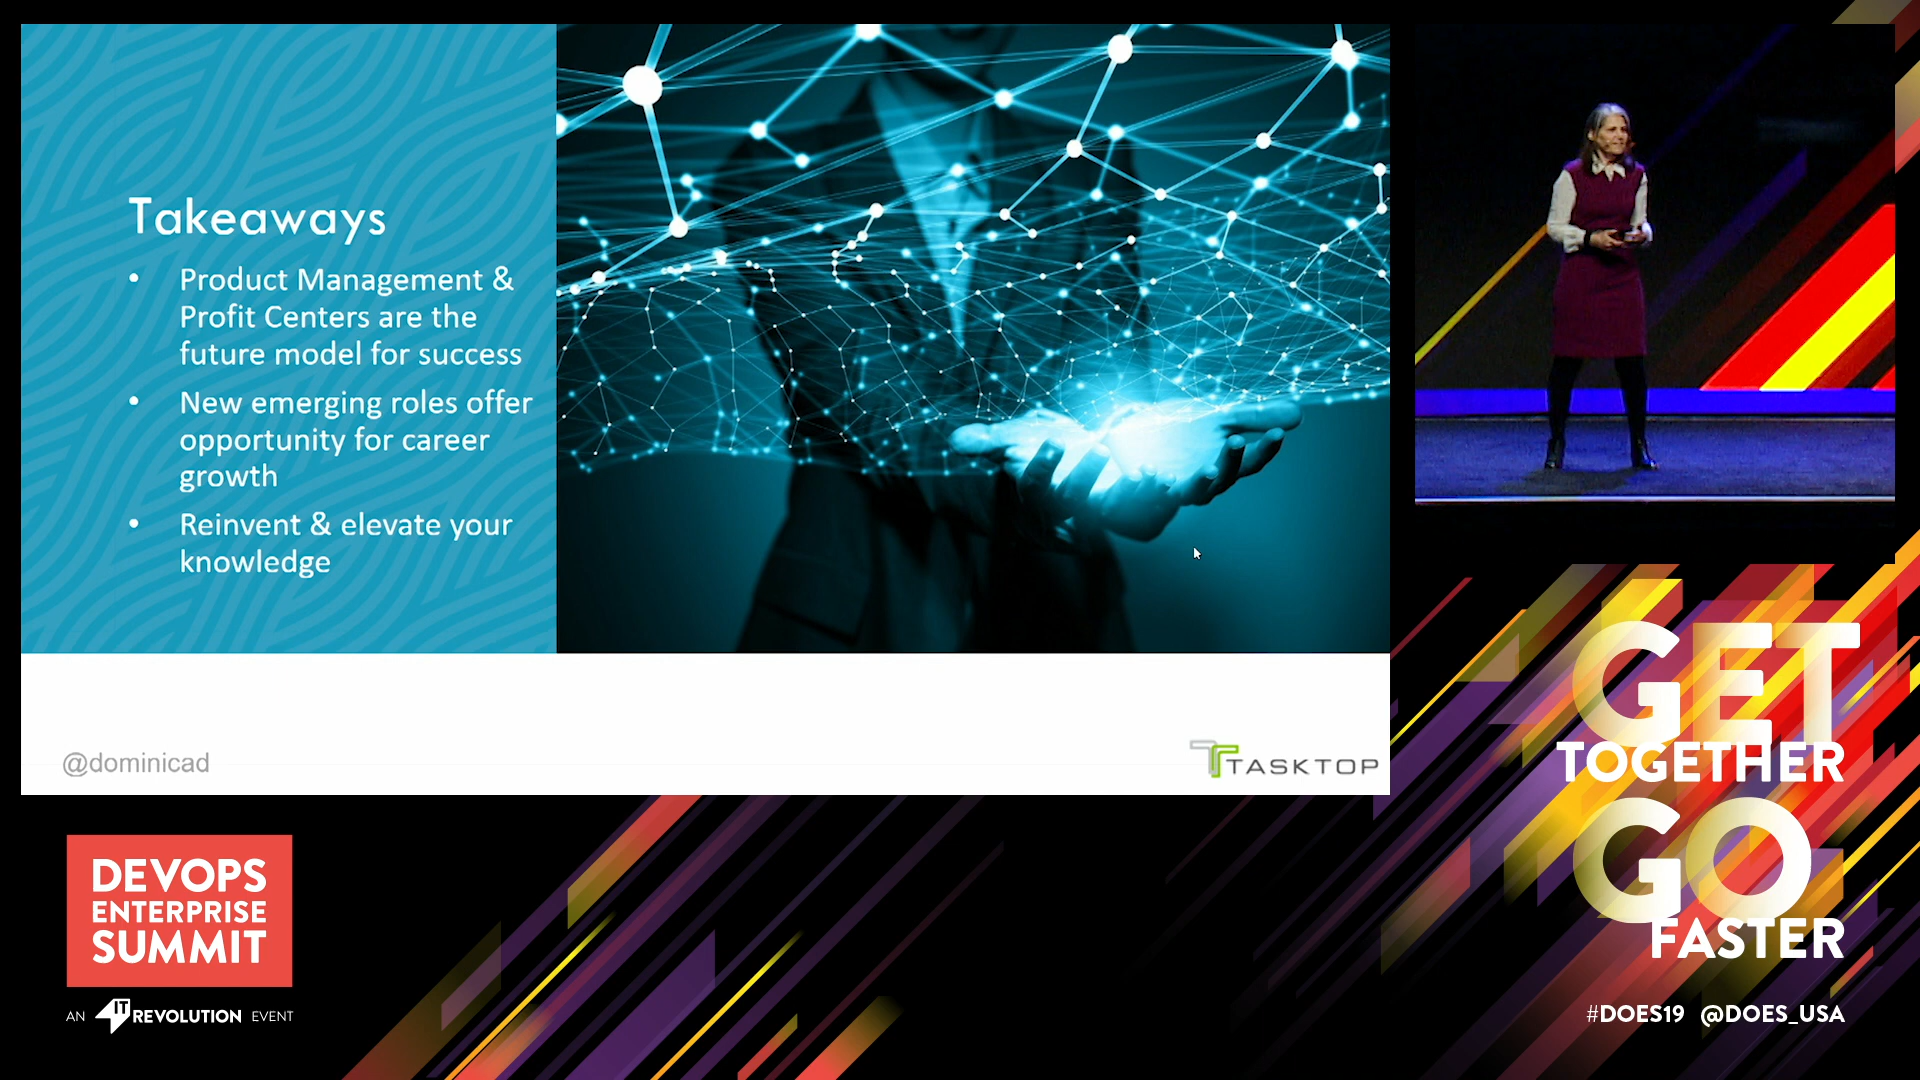 Takeaways
• Product Management &
Profit Centers are the
future model for success
• New emerging roles offer
opportunity for career
growth
• Reinvent & elevate your
knowledge
@dominicad
TASKTOP
GET
TOGETHER
GO
FASTER
DEVOPS
ENTERPRISE
SUMMIT
AN IT REVOLUTION EVENT
#DOES19 @DOES_USA